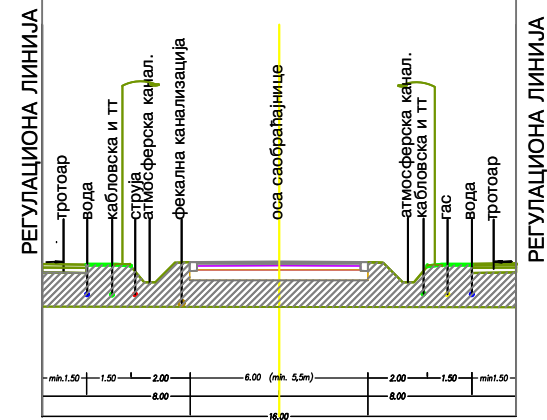 РЕГУЛАЦИОНА ЛИНИЈА
тротоар
вода
кабловска и тт
струја
атмосферска канал.
фекална канализација
оса саобраћајнице
атмосферска канал.
кабловска и тт
гас
вода
тротоар
РЕГУЛАЦИОНА ЛИНИЈА
min.1.50 1.50 2.00 6.00 (min. 5,5m) 2.00 1.50 min1.50
8.00 8.00
16.00